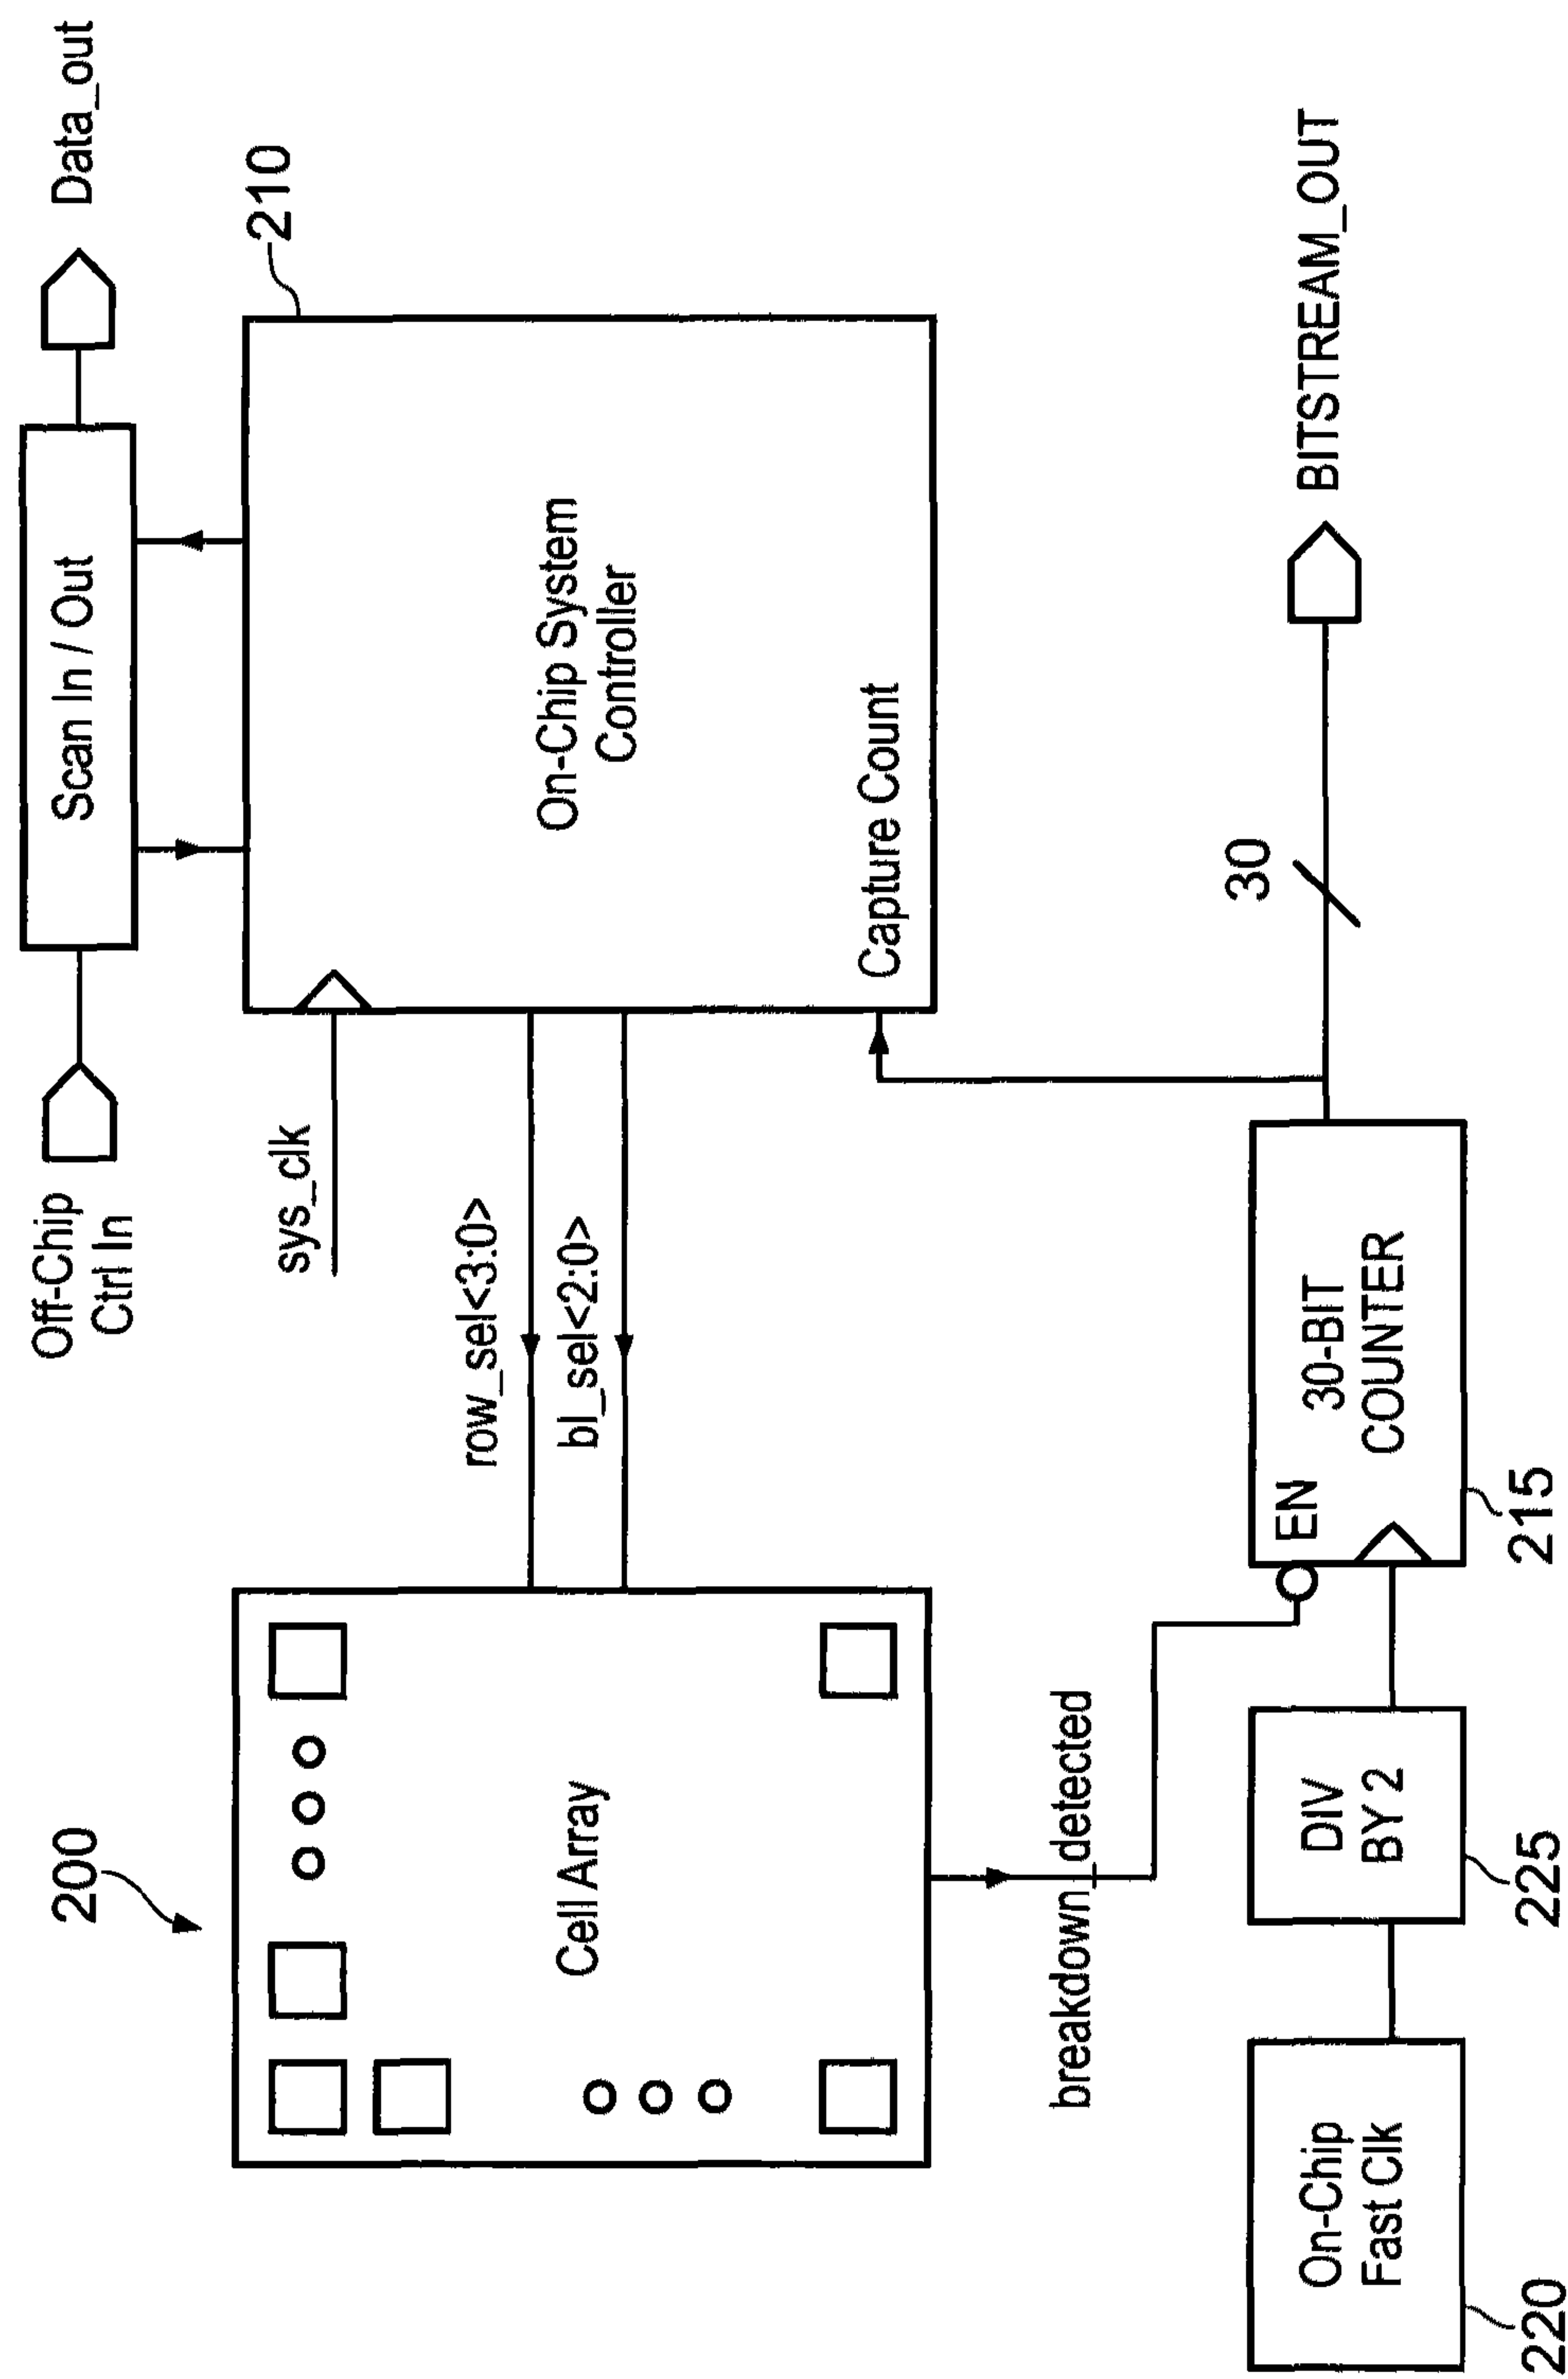 Off-Chip
Ctrl In
Scan In / Out
Data_out
200
sys_clk
210
Cell Array
row_sel<3:0>
bl_sel<2:0>
On-Chip System
Controller
Capture Count
breakdown_detected
30
On-Chip
Fast Clk
DIV
BY 2
EN
30-BIT
COUNTER
BITSTREAM_OUT
220
225
215